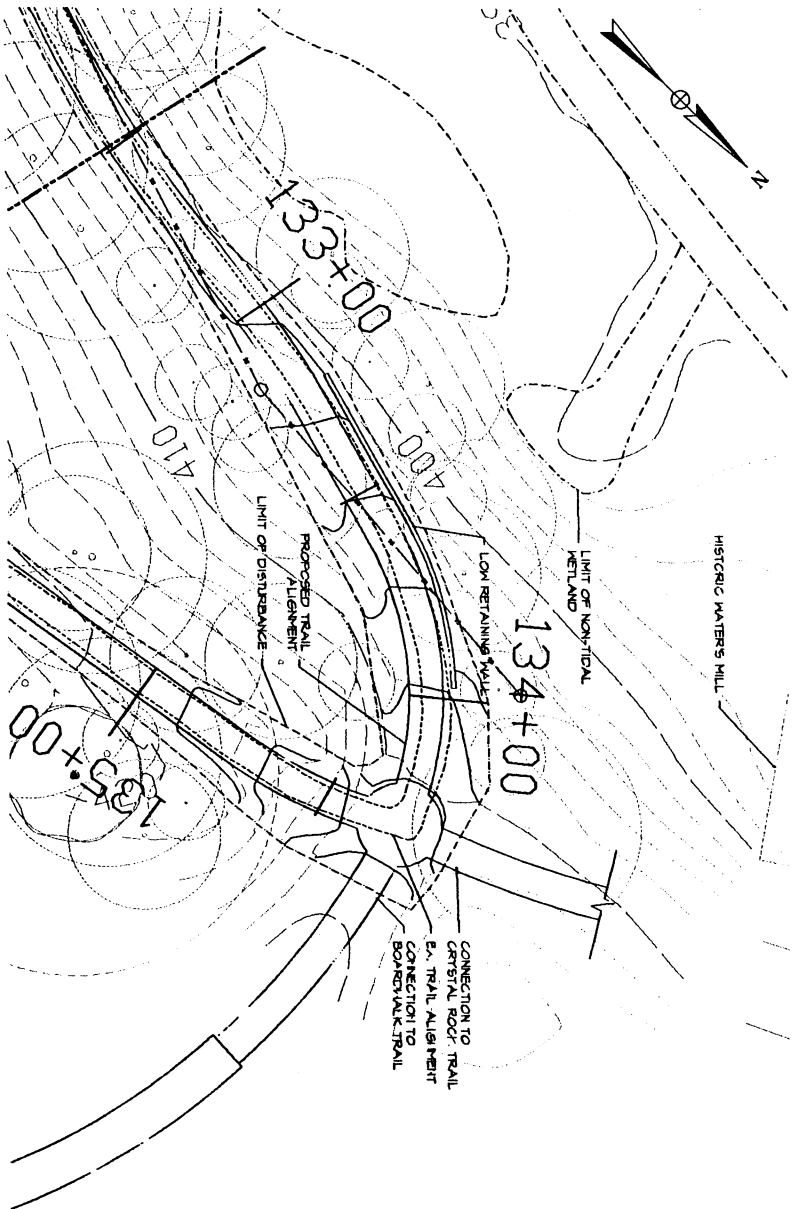 N
133+00
410
400
LIMIT OF DISTURBANCE
PROPOSED TRAIL
ALIGNMENT
LOW RETAINING WALL
134+00
LIMIT OF NON-TIDAL
WETLAND
HISTORIC WATER'S MILL
135+00
CONNECTION TO
CRYSTAL ROCK TRAIL
EX. TRAIL ALIGNMENT
CONNECTION TO
BOARDWALK TRAIL